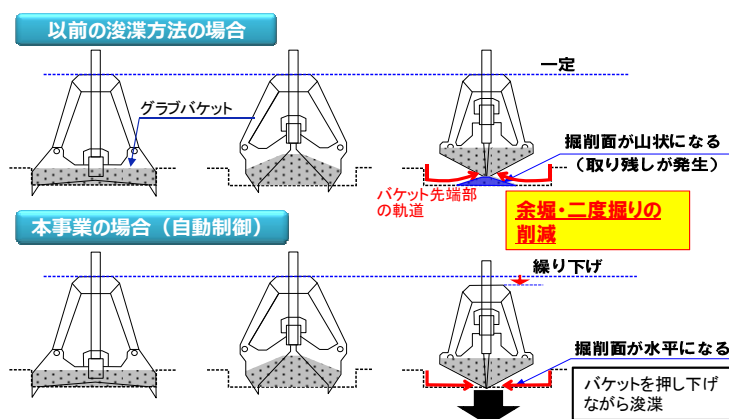 以前の浚渫方法の場合
一定
グラブバケット
掘削面が山状になる
（取り残しが発生）
バケット先端部
の軌道
余堀・二度掘りの
削減
本事業の場合（自動制御）
繰り下げ
掘削面が水平になる
バケットを押し下げ
ながら浚渫